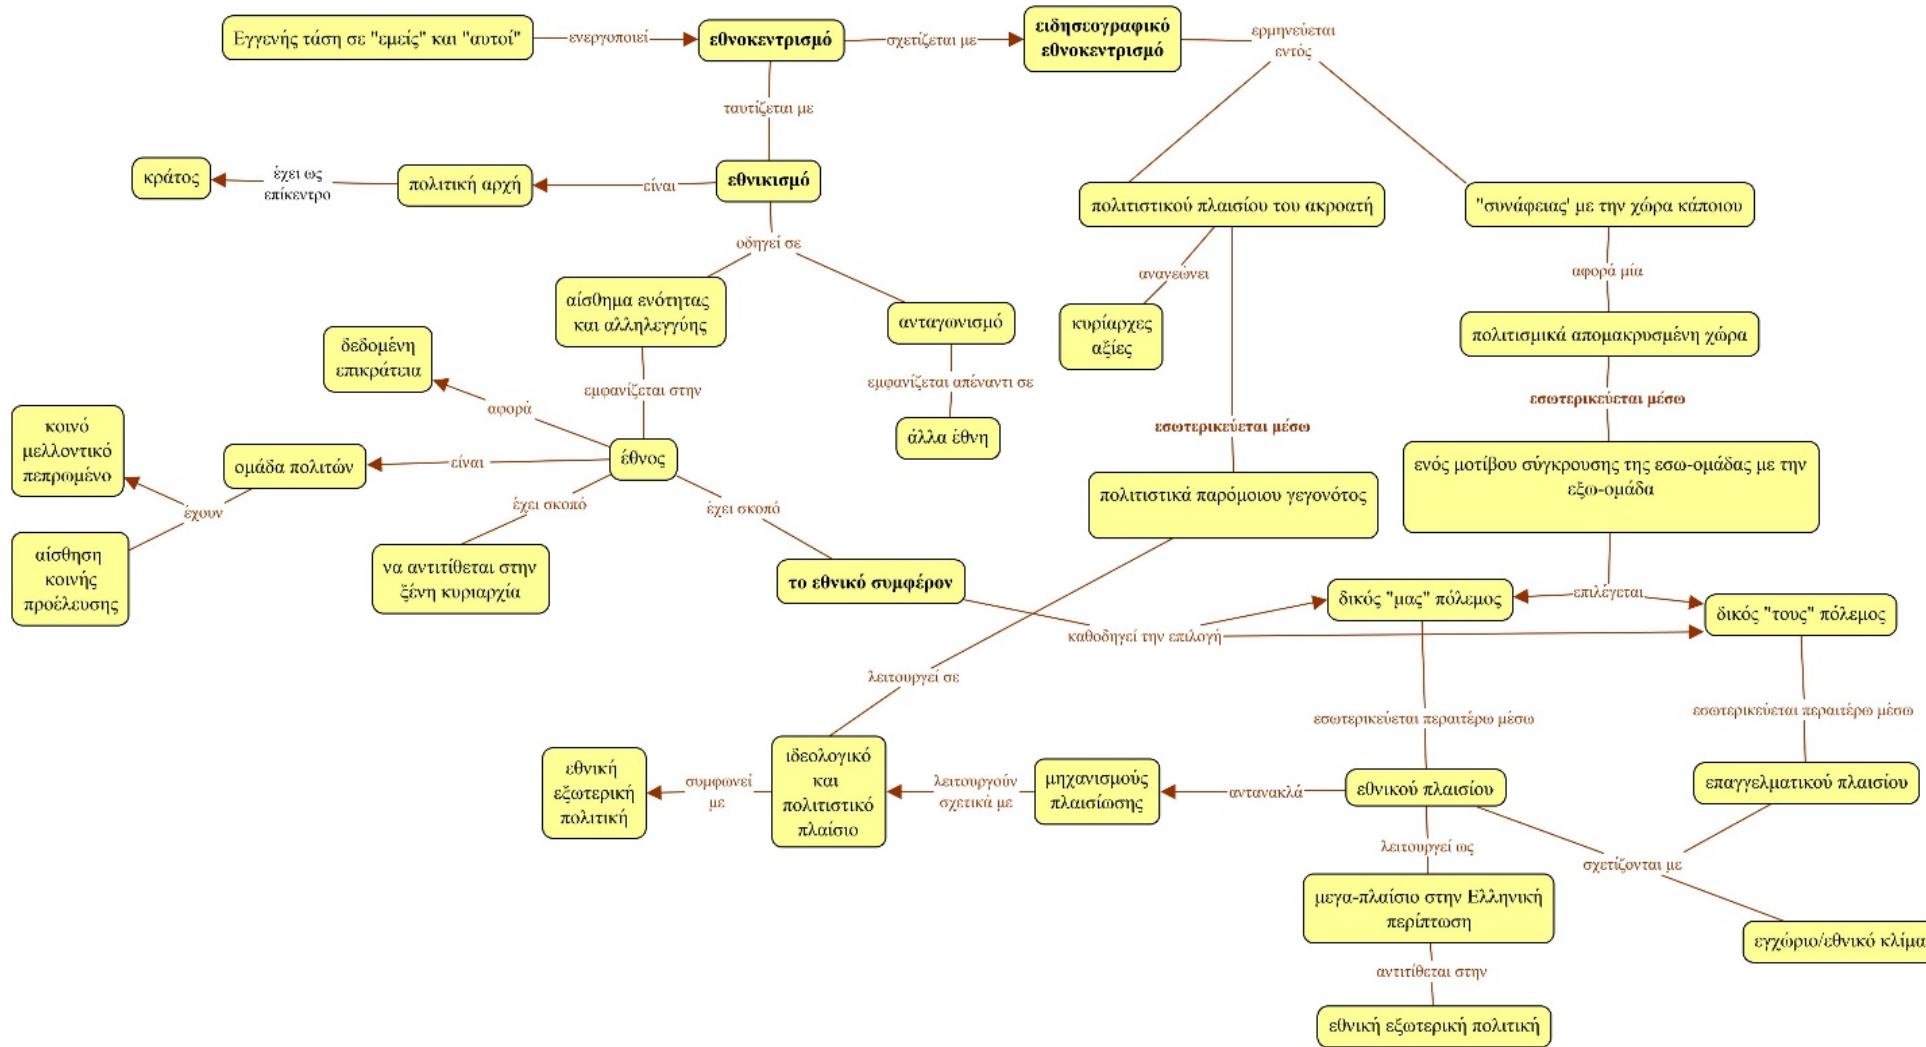 Εγγενής τάση σε "εμείς" και "αυτοί"
ενεργοποιεί
εθνοκεντρισμό
σχετίζεται με
ειδησεογραφικό
εθνοκεντρισμό
ερμηνεύεται
εντός
ταυτίζεται με
κράτος
έχει ως
επίκεντρο
πολιτική αρχή
είναι
εθνικισμό
πολιτιστικού πλαισίου του ακροατή
"συνάφειας' με την χώρα κάποιου
οδηγεί σε
ανανεώνει
αφορά μία
αίσθημα ενότητας
και αλληλεγγύης
ανταγωνισμό
κυρίαρχες
αξίες
πολιτισμικά απομακρυσμένη χώρα
δεδομένη
επικράτεια
εμφανίζεται στην
εμφανίζεται απέναντι σε
εσωτερικεύεται μέσω
αφορά
άλλα έθνη
εσωτερικεύεται μέσω
κοινό
μελλοντικό
πεπρωμένο
ομάδα πολιτών
είναι
έθνος
ενός μοτίβου σύγκρουσης της εσω-ομάδας με την
εξω-ομάδα
έχουν
έχει σκοπό
έχει σκοπό
πολιτιστικά παρόμοιου γεγονότος
αίσθηση
κοινής
προέλευσης
να αντιτίθεται στην
ξένη κυριαρχία
το εθνικό συμφέρον
δικός "μας" πόλεμος
επιλέγεται
δικός "τους" πόλεμος
καθοδηγεί την επιλογή
λειτουργεί σε
εσωτερικεύεται περαιτέρω μέσω
εσωτερικεύεται περαιτέρω μέσω
εθνική
εξωτερική
πολιτική
συμφωνεί
με
ιδεολογικό
και
πολιτιστικό
πλαίσιο
λειτουργούν
σχετικά με
μηχανισμούς
πλαισίωσης
αντανακλά
εθνικού πλαισίου
επαγγελματικού πλαισίου
λειτουργεί ως
σχετίζονται με
μεγα-πλαίσιο στην Ελληνική
περίπτωση
εγχώριο/εθνικό κλίμα
αντιτίθεται στην
εθνική εξωτερική πολιτική